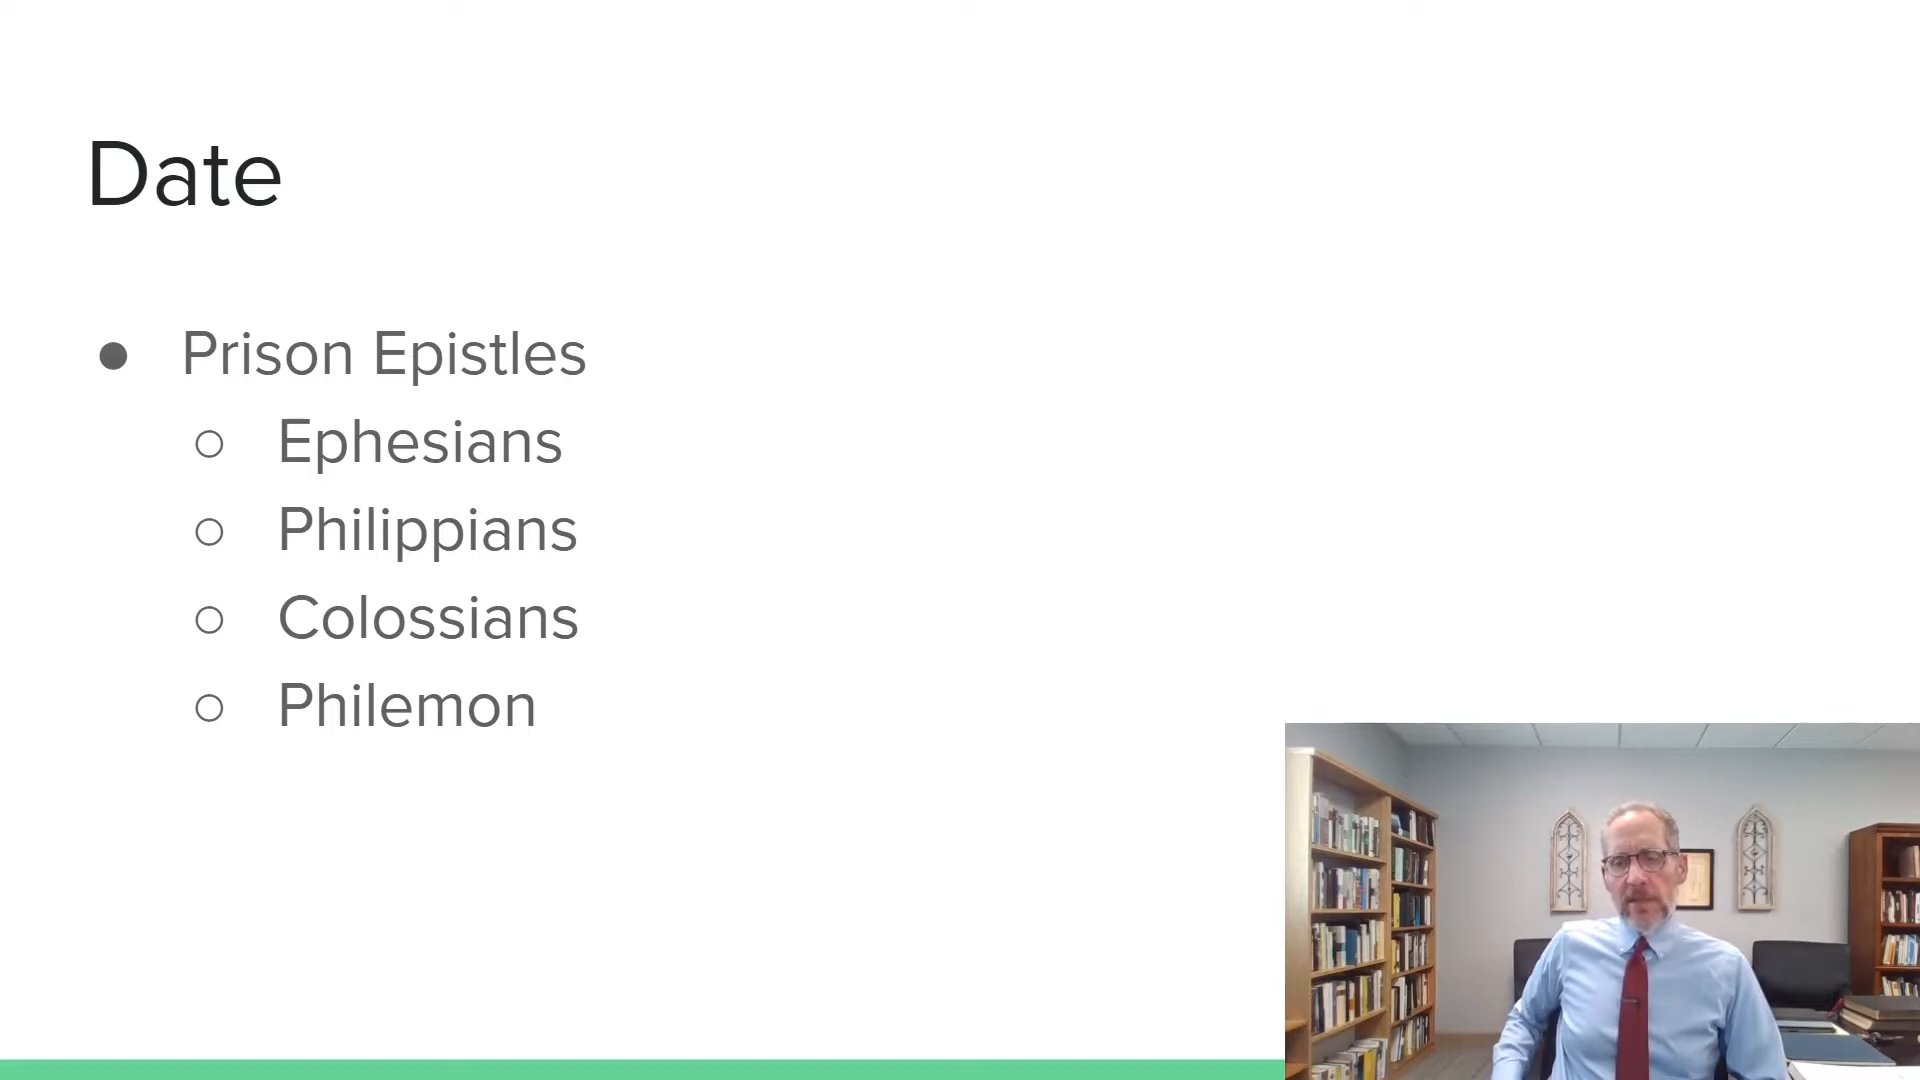 Date
● Prison Epistles
○ Ephesians
○ Philippians
○ Colossians
○ Philemon